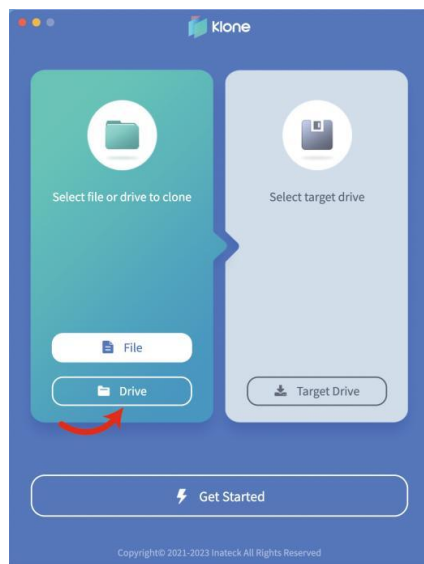 Klone
Select file or drive to clone
Select target drive
File
Drive
Target Drive
Get Started
Copyright© 2021-2023 Inateck All Rights Reserved